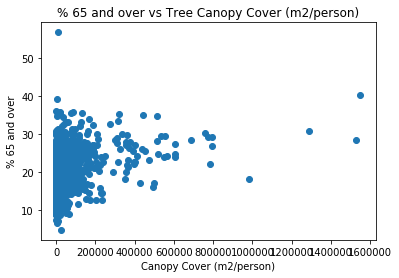 % 65 and over vs Tree Canopy Cover (m2/person)
50
40
% 65 and over
30
20
10
0 200000 400000 600000 800000 1000000 1200000 1400000 1600000
Canopy Cover (m2/person)